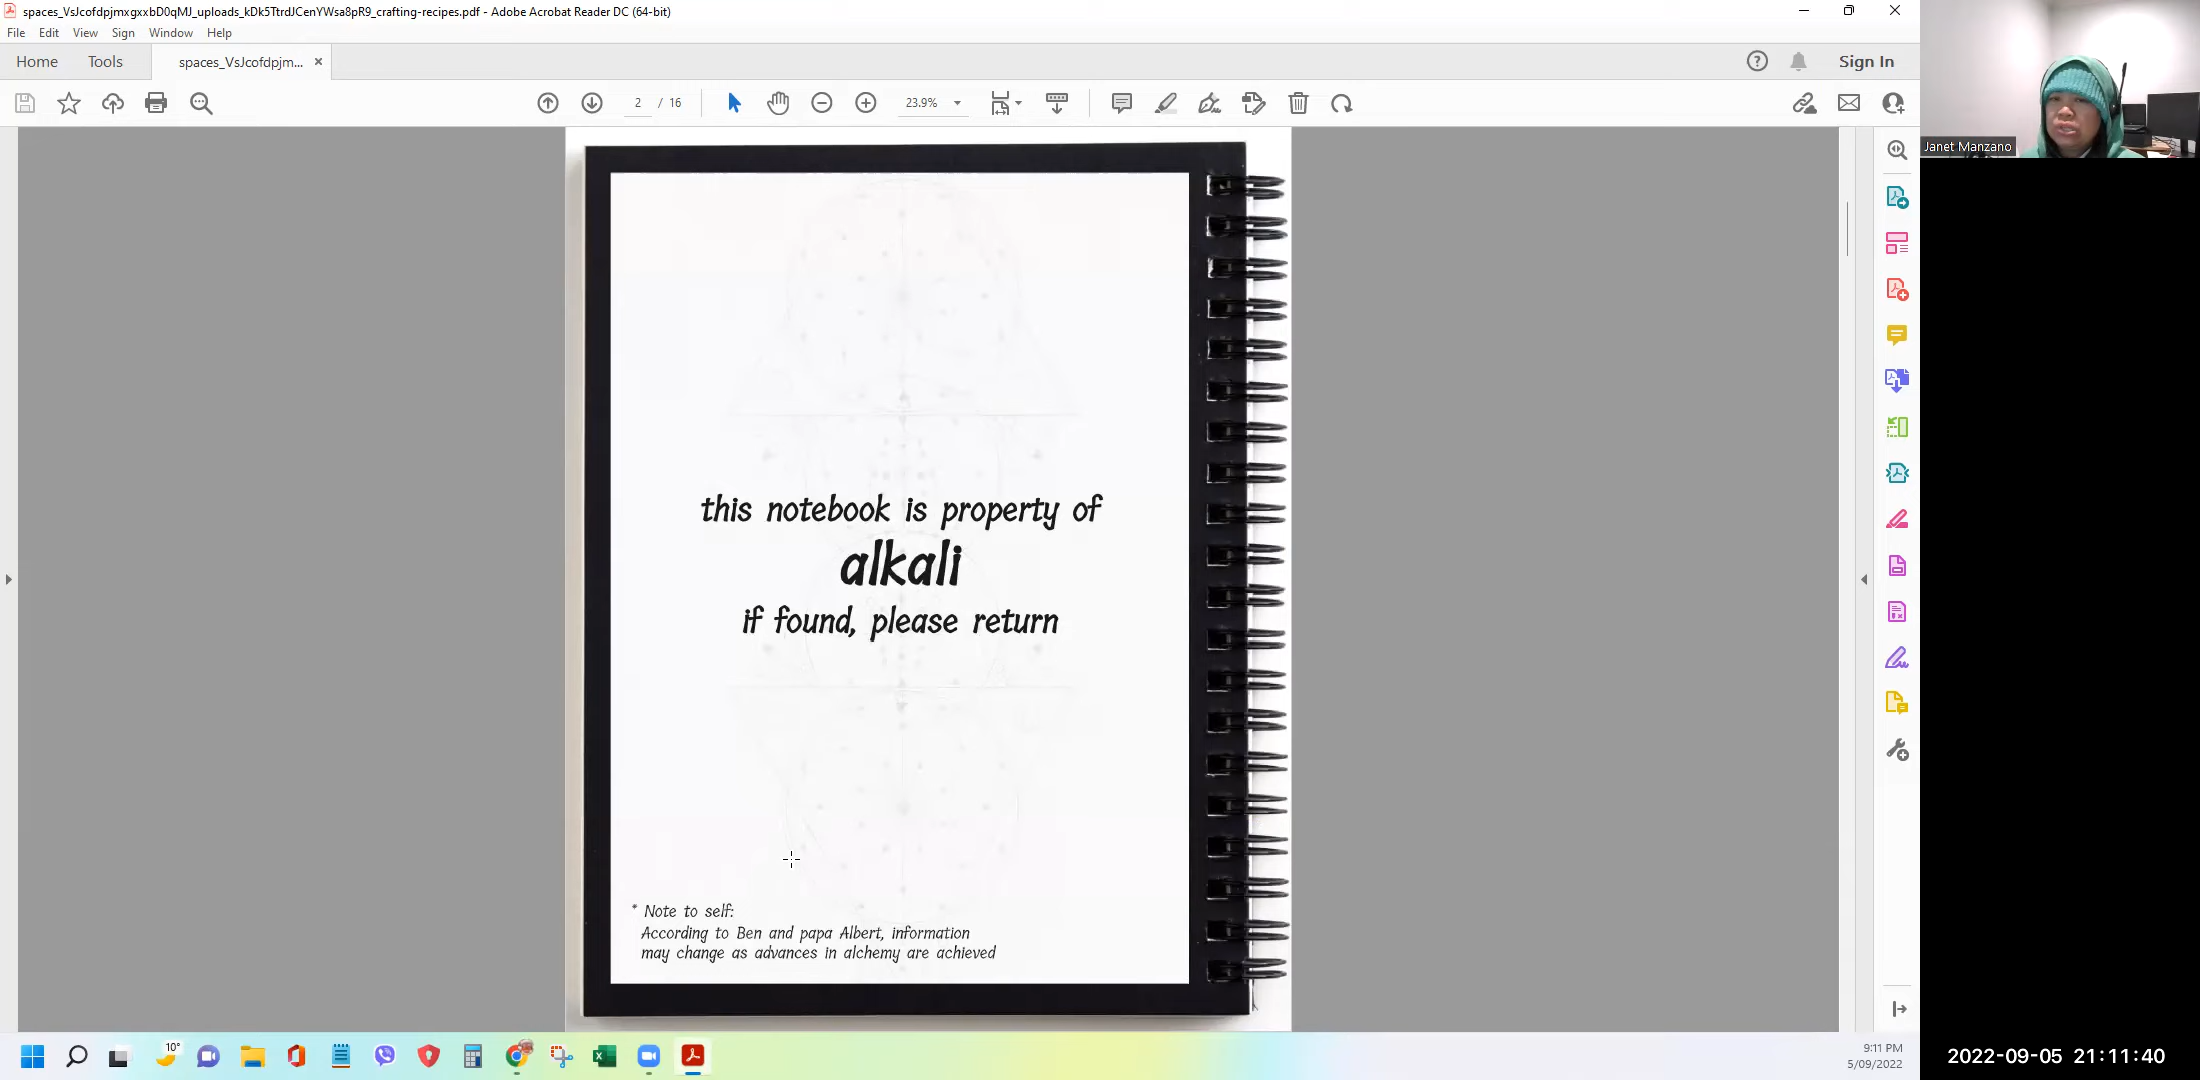 spaces_VsJcofdpjmxgxxbD0qMJ_uploads_kDk5TtrdJCenYWsa8pR9_crafting-recipes.pdf - Adobe Acrobat Reader DC (64-bit)
File Edit View Sign Window Help
Home Tools spaces_VsJcofdpjm... Sign In
2 / 16 23.9%
Janet Manzano
this notebook is property of
alkali
if found, please return
* Note to self:
According to Ben and papa Albert, information
may change as advances in alchemy are achieved
10°
9:11 PM
5/09/2022
2022-09-05 21:11:40